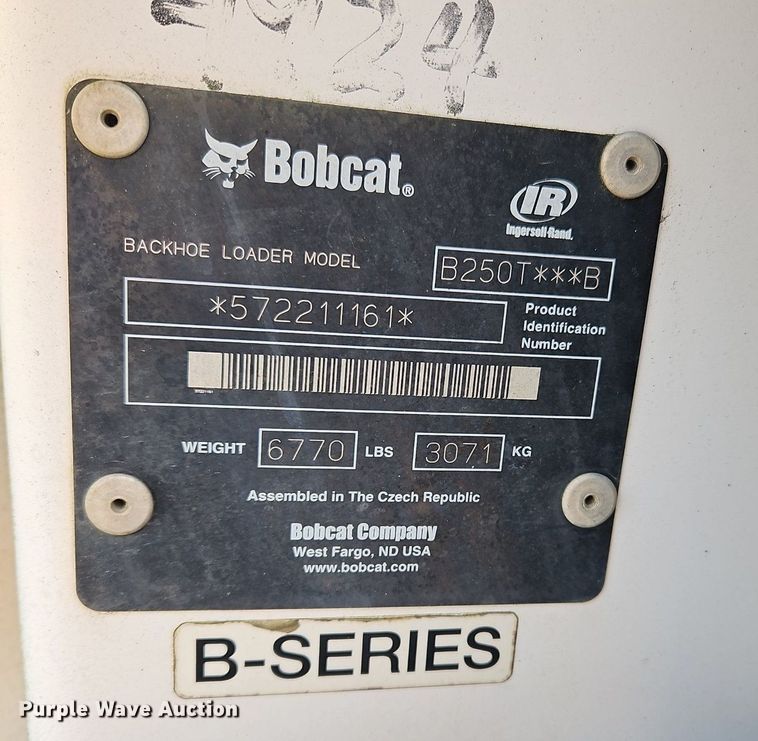 Bobcat®
IR
Ingersoll-Rand.
BACKHOE LOADER MODEL B250T***B
*572211161*
Product
Identification
Number
WEIGHT 6770 LBS 3071 KG
Assembled in The Czech Republic
Bobcat Company
West Fargo, ND USA
www.bobcat.com
B-SERIES
Purple Wave Auction